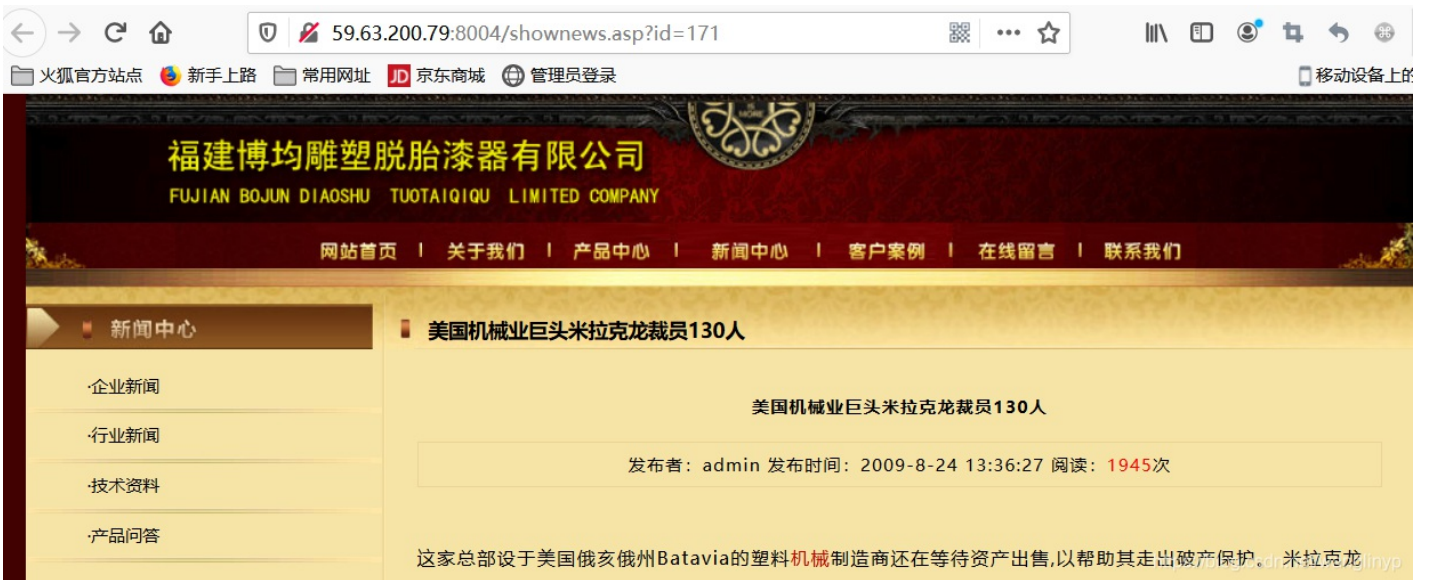 59.63.200.79:8004/shownews.asp?id=171
火狐官方站点 新手上路 常用网址 JD 京东商城 管理员登录 移动设备上的
福建博均雕塑脱胎漆器有限公司
FUJIAN BOJUN DIAOSHU TUOTAIQIQU LIMITED COMPANY
网站首页 | 关于我们 | 产品中心 | 新闻中心 | 客户案例 | 在线留言 | 联系我们
新闻中心
美国机械业巨头米拉克龙裁员130人
·企业新闻
美国机械业巨头米拉克龙裁员130人
·行业新闻
发布者：admin 发布时间：2009-8-24 13:36:27 阅读：1945次
·技术资料
·产品问答
这家总部设于美国俄亥俄州Batavia的塑料机械制造商还在等待资产出售,以帮助其走出破产保护。 米拉克龙